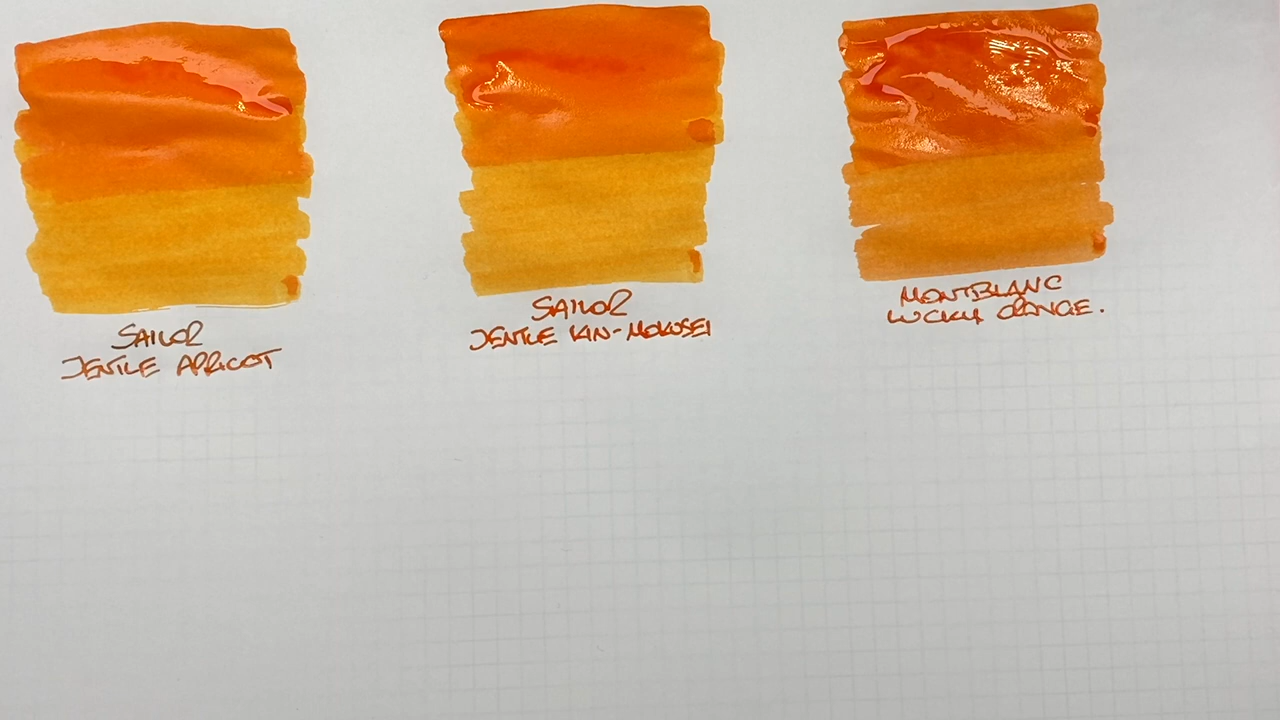 SAILOR
JENTLE APRICOT
SAILOR
JENTLE KIN-MOKUSEI
MONTBLANC
LUCKY ORANGE.